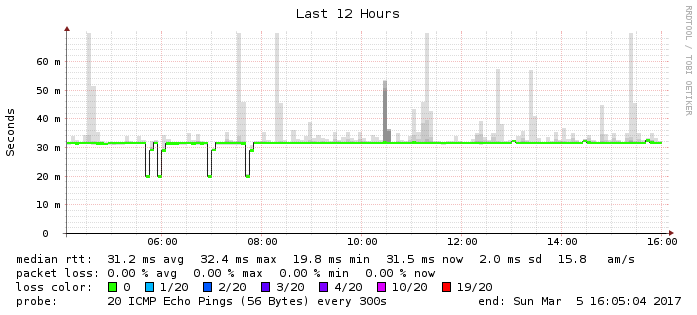 Last 12 Hours
RRDTOOL / TOBI OETIKER
Seconds
60 m
50 m
40 m
30 m
20 m
10 m
0
06:00 08:00 10:00 12:00 14:00 16:00
median rtt: 31.2 ms avg 32.4 ms max 19.8 ms min 31.5 ms now 2.0 ms sd 15.8 am/s
packet loss: 0.00 % avg 0.00 % max 0.00 % min 0.00 % now
loss color: 0 1/20 2/20 3/20 4/20 10/20 19/20
probe: 20 ICMP Echo Pings (56 Bytes) every 300s end: Sun Mar 5 16:05:04 2017